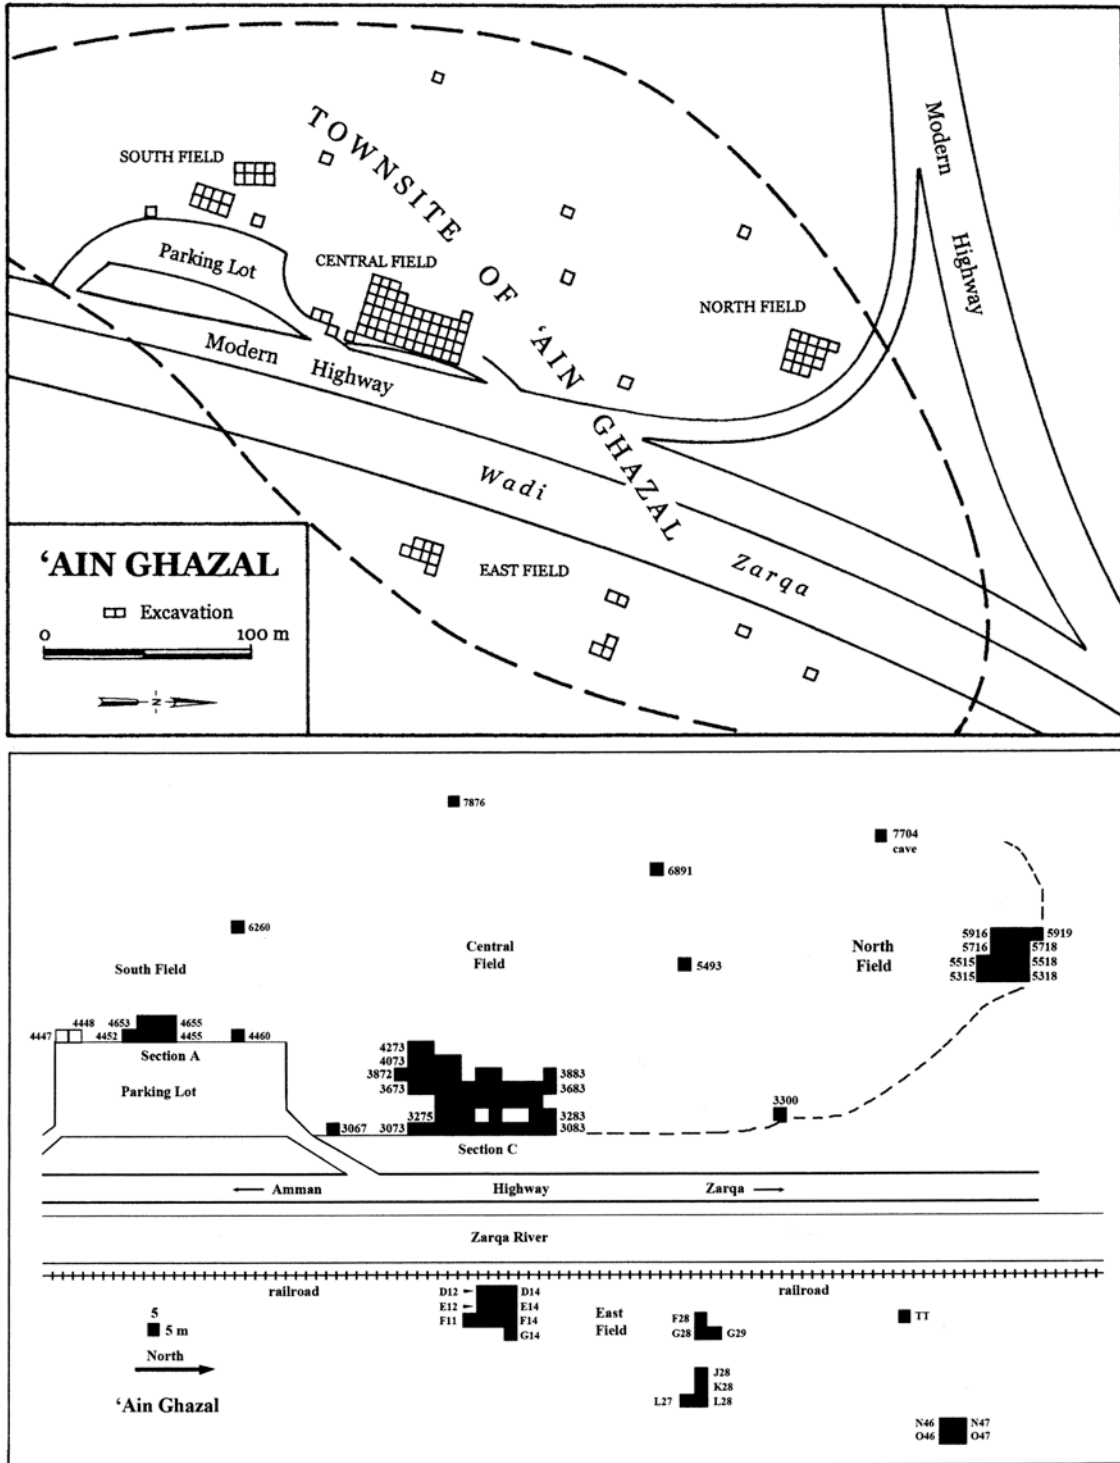 TOWNSITE OF 'AIN GHAZAL
Modern Highway
SOUTH FIELD
Parking Lot
CENTRAL FIELD
NORTH FIELD
Modern Highway
Wadi Zarqa
EAST FIELD
'AIN GHAZAL
Excavation
0 100 m
N
7876
7704
cave
6891
6260
5916 5919
5716 5718
5515 5518
5315 5318
Central
Field
North
Field
5493
South Field
4447 4448 4653 4655
4452 4455 4460
Section A
Parking Lot
4273
4073
3872 3883
3673 3683
3275 3283
3067 3073 3083
3300
Section C
Amman Highway Zarqa
Zarqa River
railroad railroad
D12 D14
E12 E14
F11 F14
G14
East
Field
F28
G28 G29
TT
5
5 m
North
J28
K28
L27 L28
'Ain Ghazal
N46 N47
O46 O47